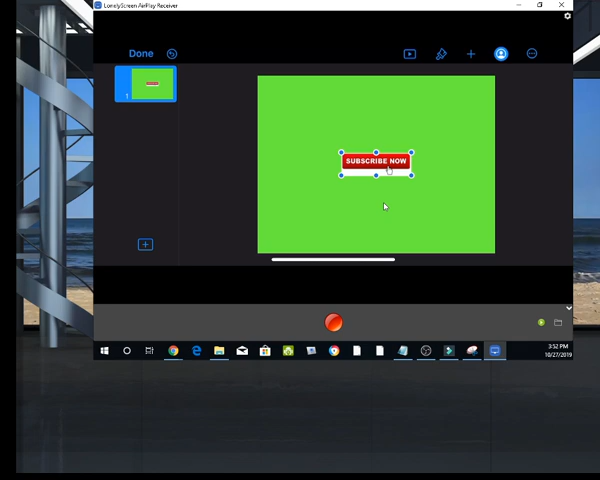 LonelyScreen AirPlay Receiver
Done
1
SUBSCRIBE NOW
3:52 PM
10/27/2019